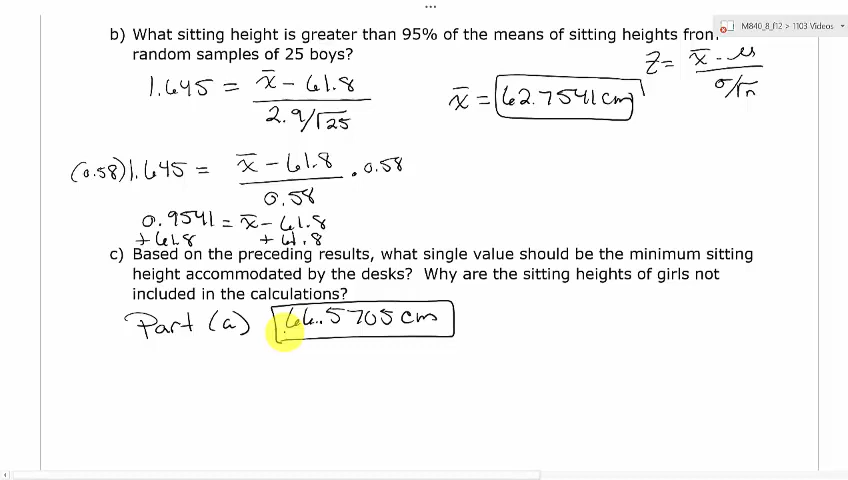 M840_8_f12 > 1103 Videos
b) What sitting height is greater than 95% of the means of sitting heights from
random samples of 25 boys?
Z = x̄ - μ / σ/√n
1.645 = x̄ - 61.8 / 2.9/√25
x̄ = 62.7541 cm
(0.58) 1.645 = x̄ - 61.8 / 0.58 . 0.58
0.9541 = x̄ - 61.8
+61.8 +61.8
c) Based on the preceding results, what single value should be the minimum sitting
height accommodated by the desks? Why are the sitting heights of girls not
included in the calculations?
Part (a) 66.5705 cm